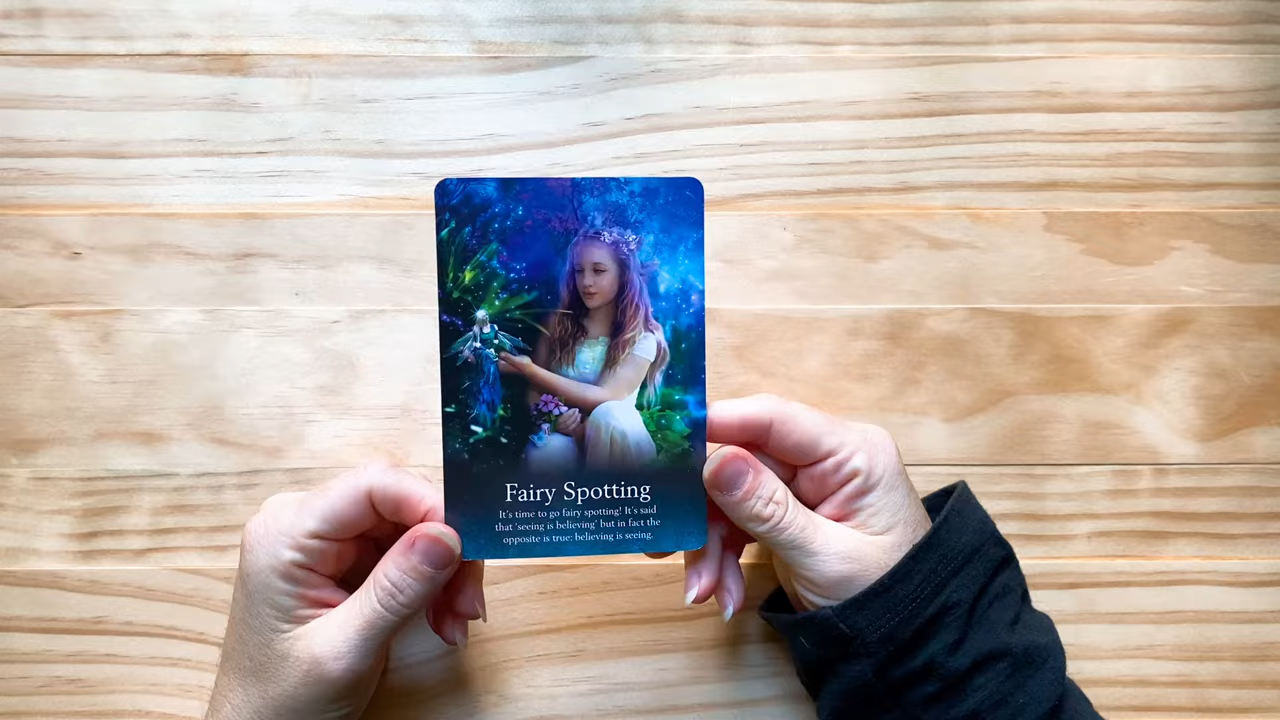 Fairy Spotting
It's time to go fairy spotting! It's said
that 'seeing is believing' but in fact the
opposite is true: believing is seeing.